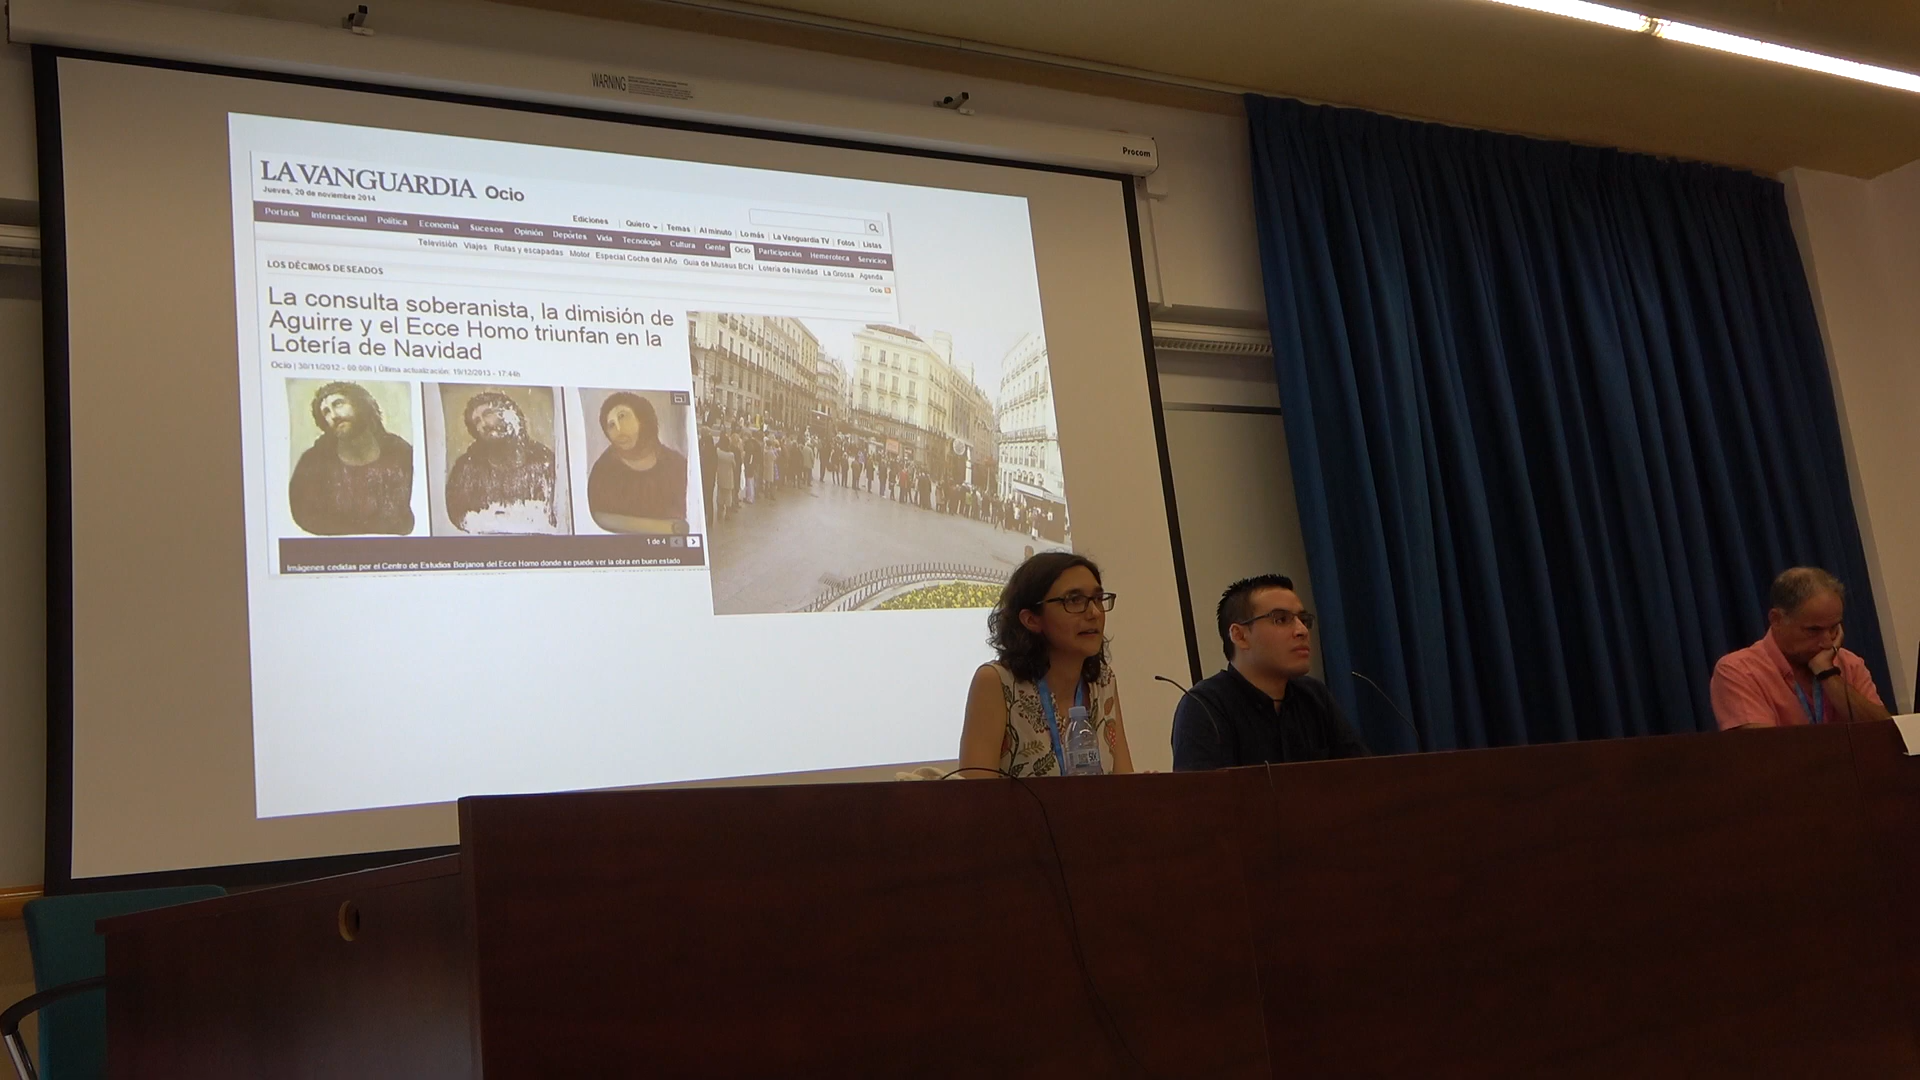 WARNING
Procom
LA VANGUARDIA Ocio
Jueves, 20 de noviembre 2014
Ediciones Quiero Temas Al minuto Lo más La Vanguardia TV Fotos Listas
Portada Internacional Política Economía Sucesos Opinión Deportes Vida Tecnología Cultura Gente Ocio Participación Hemeroteca Servicios
Televisión Viajes Rutas y escapadas Motor Especial Coche del Año Guía de Museus BCN Lotería de Navidad La Grossa Agenda
LOS DÉCIMOS DESEADOS
Ocio
La consulta soberanista, la dimisión de
Aguirre y el Ecce Homo triunfan en la
Lotería de Navidad
Ocio | 30/11/2012 - 00:00h | Última actualización: 19/12/2013 - 17:44h
1 de 4
Imágenes cedidas por el Centro de Estudios Borjanos del Ecce Homo donde se puede ver la obra en buen estado